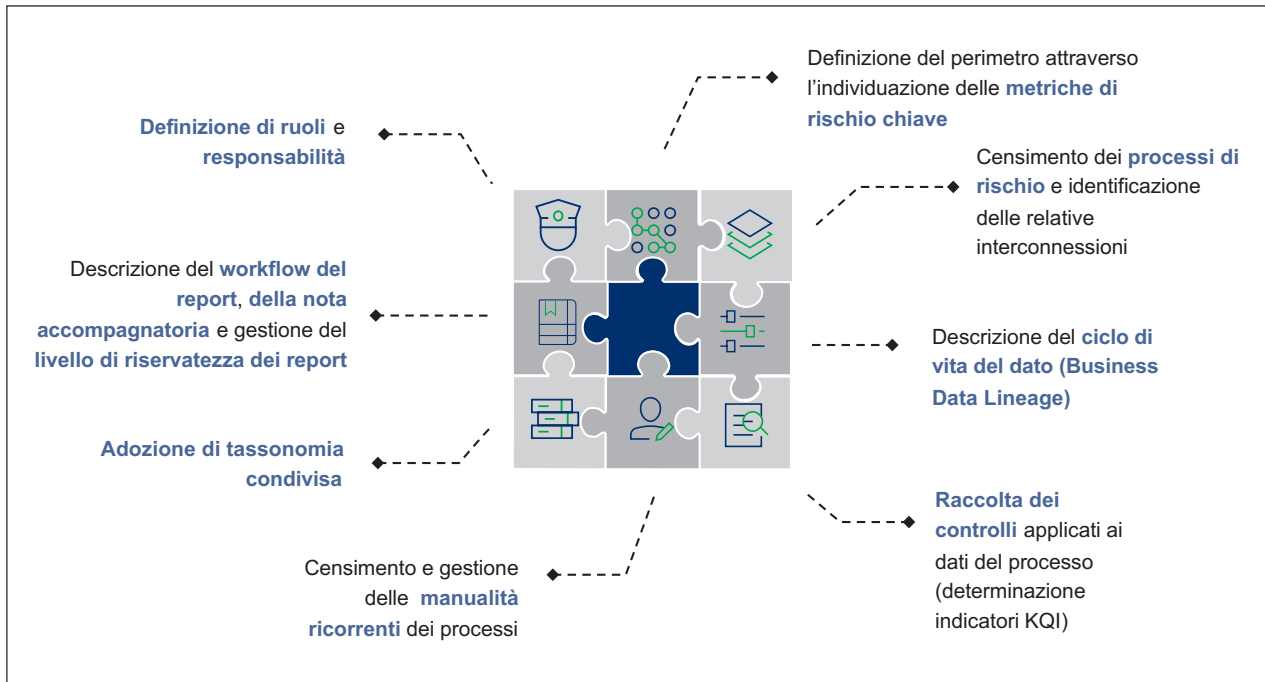 Definizione del perimetro attraverso
l'individuazione delle metriche di
rischio chiave
Definizione di ruoli e
responsabilità
Censimento dei processi di
rischio e identificazione
delle relative
interconnessioni
Descrizione del workflow del
report, della nota
accompagnatoria e gestione del
livello di riservatezza dei report
Descrizione del ciclo di
vita del dato (Business
Data Lineage)
Adozione di tassonomia
condivisa
Raccolta dei
controlli applicati ai
dati del processo
(determinazione
indicatori KQI)
Censimento e gestione
delle manualità
ricorrenti dei processi